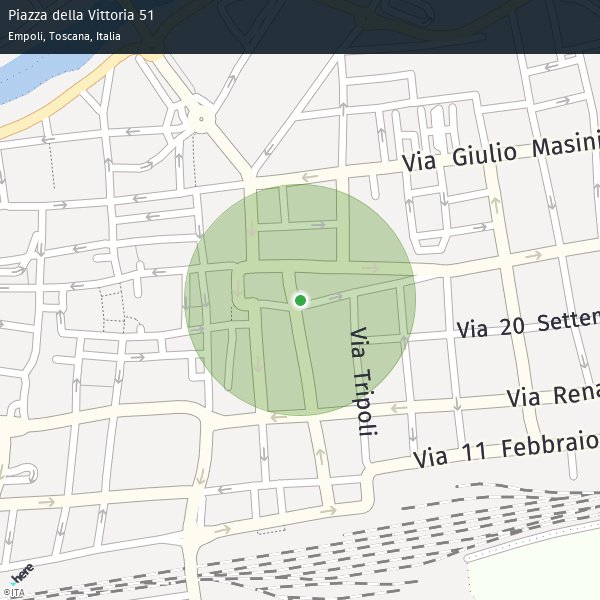 Piazza della Vittoria 51
Empoli, Toscana, Italia
Via Giulio Masini
Via 20 Settem
Via Tripoli
Via Rena
Via 11 Febbraio
here
©ITA